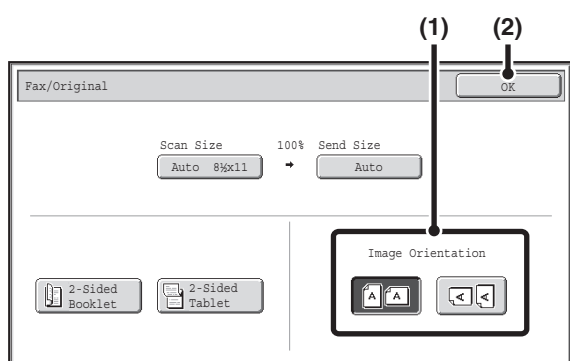 (1) (2)
Fax/Original OK
Scan Size 100% Send Size
Auto 8½x11 Auto
Image Orientation
2-Sided
Booklet
2-Sided
Tablet
A A A A